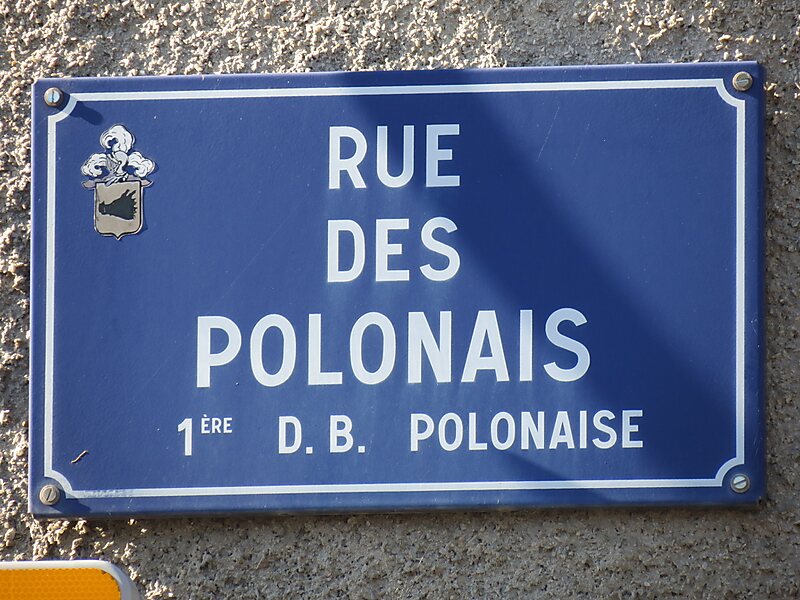 RUE
DES
POLONAIS
1ÈRE D. B. POLONAISE